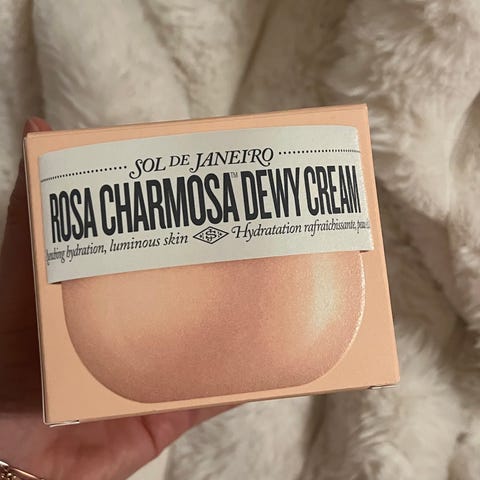 SOL DE JANEIRO
ROSA CHARMOSA™ DEWY CREAM
hydration, luminous skin Hydratation rafraîchissante,